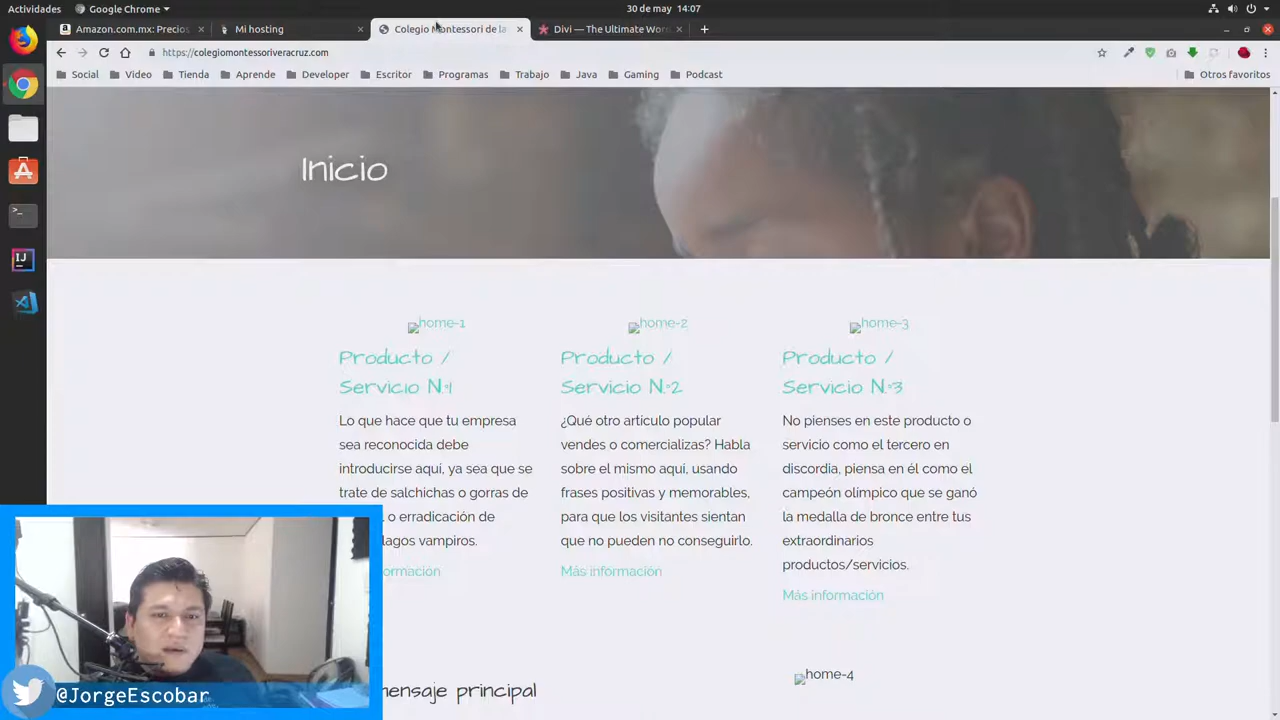 Actividades
Google Chrome
30 de may 14:07
Amazon.com.mx: Precios
Mi hosting
Colegio Montessori de la
Divi — The Ultimate Wor
https://colegiomontessoriveracruz.com
Social
Video
Tienda
Aprende
Developer
Escritor
Programas
Trabajo
Java
Gaming
Podcast
Otros favoritos
Inicio
home-1
home-2
home-3
Producto /
Servicio N.º1
Lo que hace que tu empresa
sea reconocida debe
introducirse aquí, ya sea que se
trate de salchichas o gorras de
o erradicación de
lagos vampiros.
ormación
Producto /
Servicio N.º2
¿Qué otro artículo popular
vendes o comercializas? Habla
sobre el mismo aquí, usando
frases positivas y memorables,
para que los visitantes sientan
que no pueden no conseguirlo.
Más información
Producto /
Servicio N.º3
No pienses en este producto o
servicio como el tercero en
discordia, piensa en él como el
campeón olímpico que se ganó
la medalla de bronce entre tus
extraordinarios
productos/servicios.
Más información
mensaje principal
home-4
@JorgeEscobar